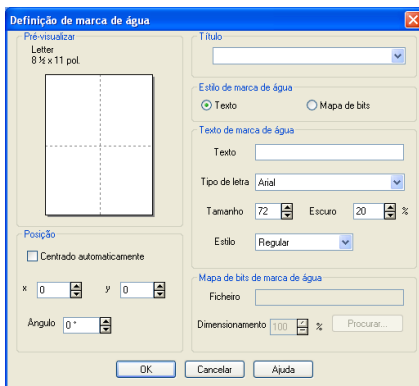 Definição de marca de água
Pré-visualizar
Letter
8 ½ x 11 pol.
Título
Estilo de marca de água
Texto
Mapa de bits
Texto de marca de água
Texto
Tipo de letra Arial
Tamanho 72 Escuro 20 %
Estilo Regular
Posição
Centrado automaticamente
x 0 y 0
Ângulo 0 °
Mapa de bits de marca de água
Ficheiro
Dimensionamento 100 % Procurar...
OK Cancelar Ajuda